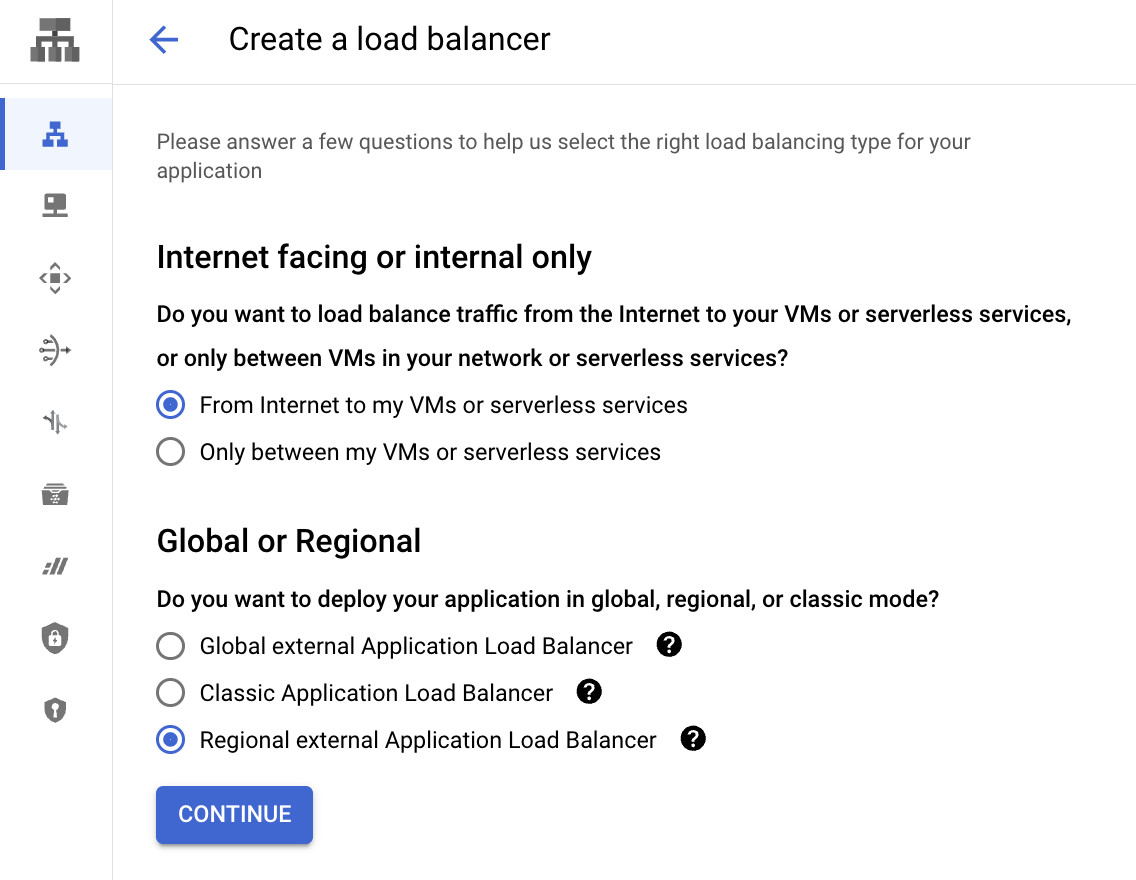 Create a load balancer
Please answer a few questions to help us select the right load balancing type for your
application
Internet facing or internal only
Do you want to load balance traffic from the Internet to your VMs or serverless services,
or only between VMs in your network or serverless services?
From Internet to my VMs or serverless services
Only between my VMs or serverless services
Global or Regional
Do you want to deploy your application in global, regional, or classic mode?
Global external Application Load Balancer ?
Classic Application Load Balancer ?
Regional external Application Load Balancer ?
CONTINUE